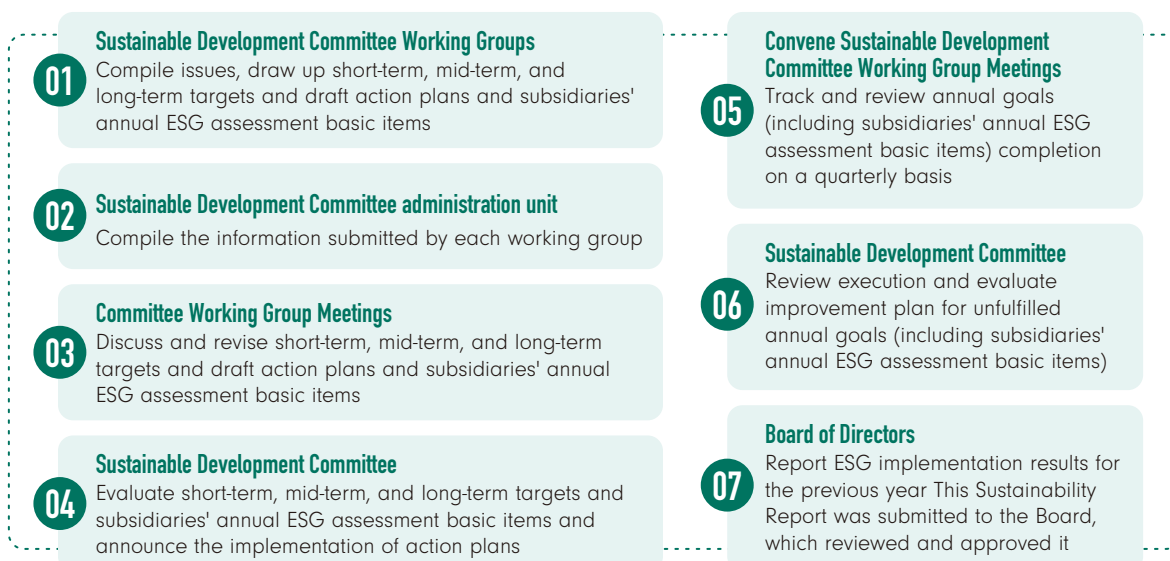 01
Sustainable Development Committee Working Groups
Compile issues, draw up short-term, mid-term, and
long-term targets and draft action plans and subsidiaries'
annual ESG assessment basic items
02
Sustainable Development Committee administration unit
Compile the information submitted by each working group
03
Committee Working Group Meetings
Discuss and revise short-term, mid-term, and long-term
targets and draft action plans and subsidiaries' annual
ESG assessment basic items
04
Sustainable Development Committee
Evaluate short-term, mid-term, and long-term targets and
subsidiaries' annual ESG assessment basic items and
announce the implementation of action plans
05
Convene Sustainable Development
Committee Working Group Meetings
Track and review annual goals
(including subsidiaries' annual ESG
assessment basic items) completion
on a quarterly basis
06
Sustainable Development Committee
Review execution and evaluate
improvement plan for unfulfilled
annual goals (including subsidiaries'
annual ESG assessment basic items)
07
Board of Directors
Report ESG implementation results for
the previous year This Sustainability
Report was submitted to the Board,
which reviewed and approved it